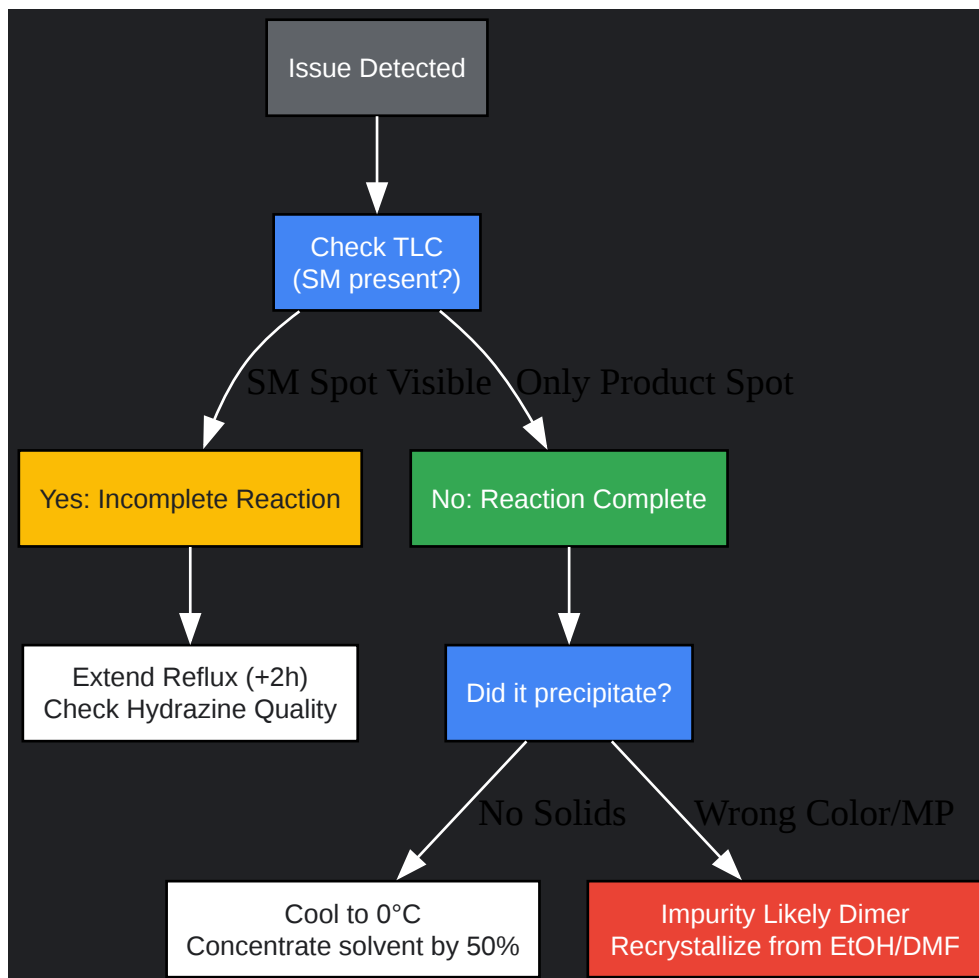 Issue Detected
Check TLC
(SM present?)
SM Spot Visible
Only Product Spot
Yes: Incomplete Reaction
No: Reaction Complete
Extend Reflux (+2h)
Check Hydrazine Quality
Did it precipitate?
No Solids
Wrong Color/MP
Cool to 0°C
Concentrate solvent by 50%
Impurity Likely Dimer
Recrystallize from EtOH/DMF